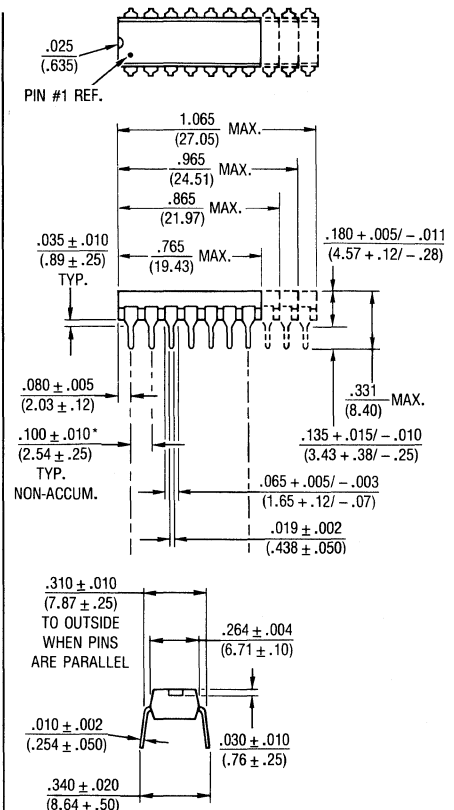 .025
(.635)
PIN #1 REF.
1.065
(27.05) MAX.
.965
(24.51) MAX.
.865
(21.97) MAX.
.765
(19.43) MAX.
.035 ± .010
(.89 ± .25)
TYP.
.180 + .005/ − .011
(4.57 + .12/ − .28)
.080 ± .005
(2.03 ± .12)
.331
(8.40) MAX.
.100 ± .010*
(2.54 ± .25)
TYP.
NON-ACCUM.
.135 + .015/ − .010
(3.43 + .38/ − .25)
.065 + .005/ − .003
(1.65 + .12/ − .07)
.019 ± .002
(.438 ± .050)
.310 ± .010
(7.87 ± .25)
TO OUTSIDE
WHEN PINS
ARE PARALLEL
.264 ± .004
(6.71 ± .10)
.010 ± .002
(.254 ± .050)
.030 ± .010
(.76 ± .25)
.340 ± .020
(8.64 + .50)